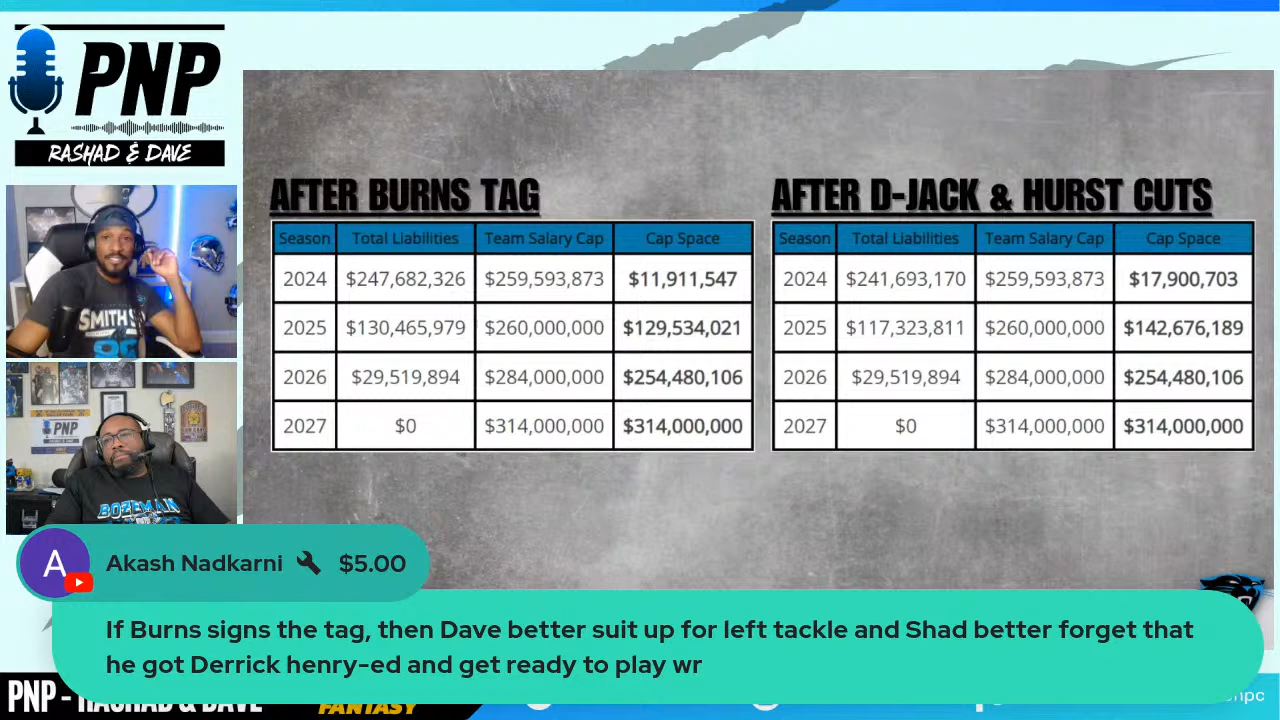 PNP
RASHAD & DAVE
SMITH S
PNP
BOZEMAN
AFTER BURNS TAG
Season Total Liabilities Team Salary Cap Cap Space
2024 $247,682,326 $259,593,873 $11,911,547
2025 $130,465,979 $260,000,000 $129,534,021
2026 $29,519,894 $284,000,000 $254,480,106
2027 $0 $314,000,000 $314,000,000
AFTER D-JACK & HURST CUTS
Season Total Liabilities Team Salary Cap Cap Space
2024 $241,693,170 $259,593,873 $17,900,703
2025 $117,323,811 $260,000,000 $142,676,189
2026 $29,519,894 $284,000,000 $254,480,106
2027 $0 $314,000,000 $314,000,000
A Akash Nadkarni $5.00
If Burns signs the tag, then Dave better suit up for left tackle and Shad better forget that
he got Derrick henry-ed and get ready to play wr
PNP - RASHAD & DAVE
FANTASY